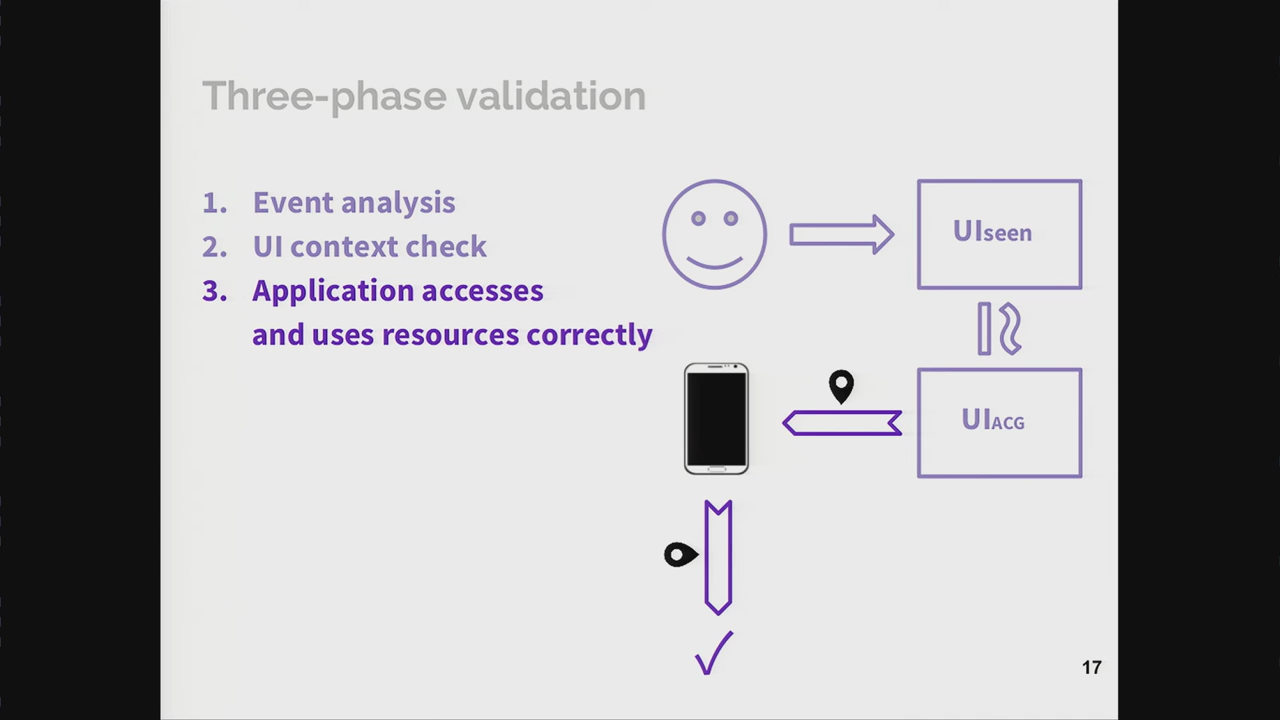 Three-phase validation
1. Event analysis
2. UI context check
3. Application accesses
and uses resources correctly
UIseen
UIACG
17